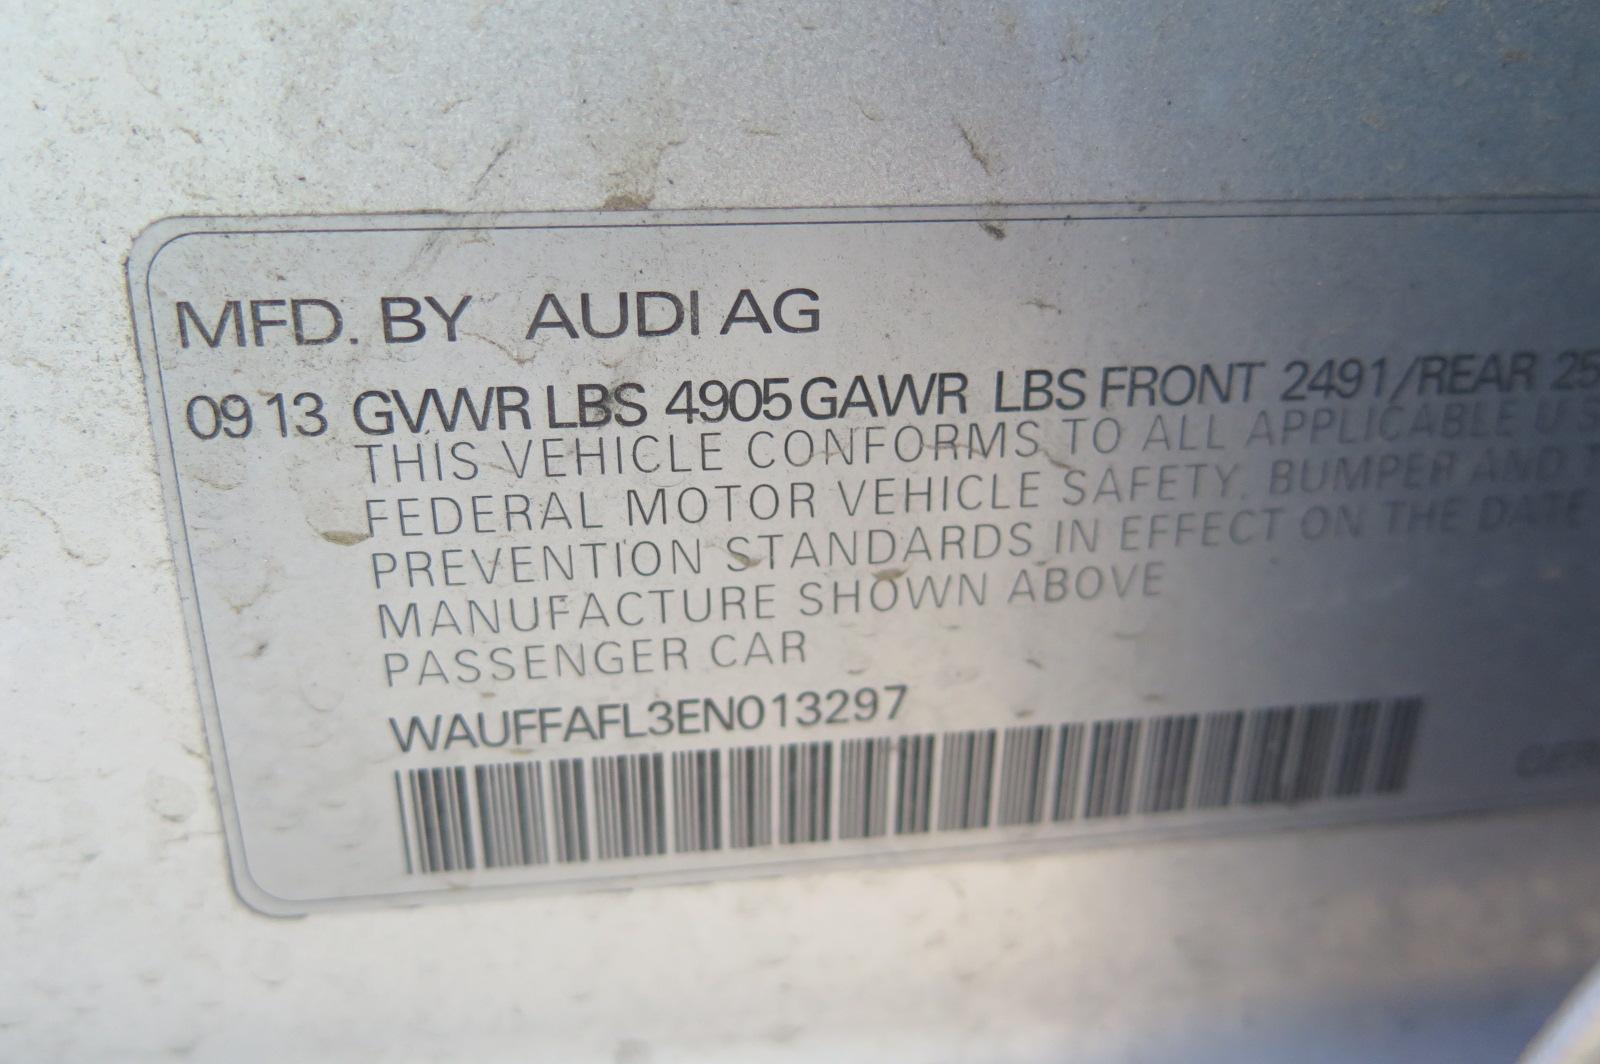 MFD. BY AUDI AG
09 13 GVWR LBS 4905 GAWR LBS FRONT 2491/REAR 25
THIS VEHICLE CONFORMS TO ALL APPLICABLE U S
FEDERAL MOTOR VEHICLE SAFETY, BUMPER AND T
PREVENTION STANDARDS IN EFFECT ON THE DATE
MANUFACTURE SHOWN ABOVE
PASSENGER CAR
WAUFFAFL3EN013297